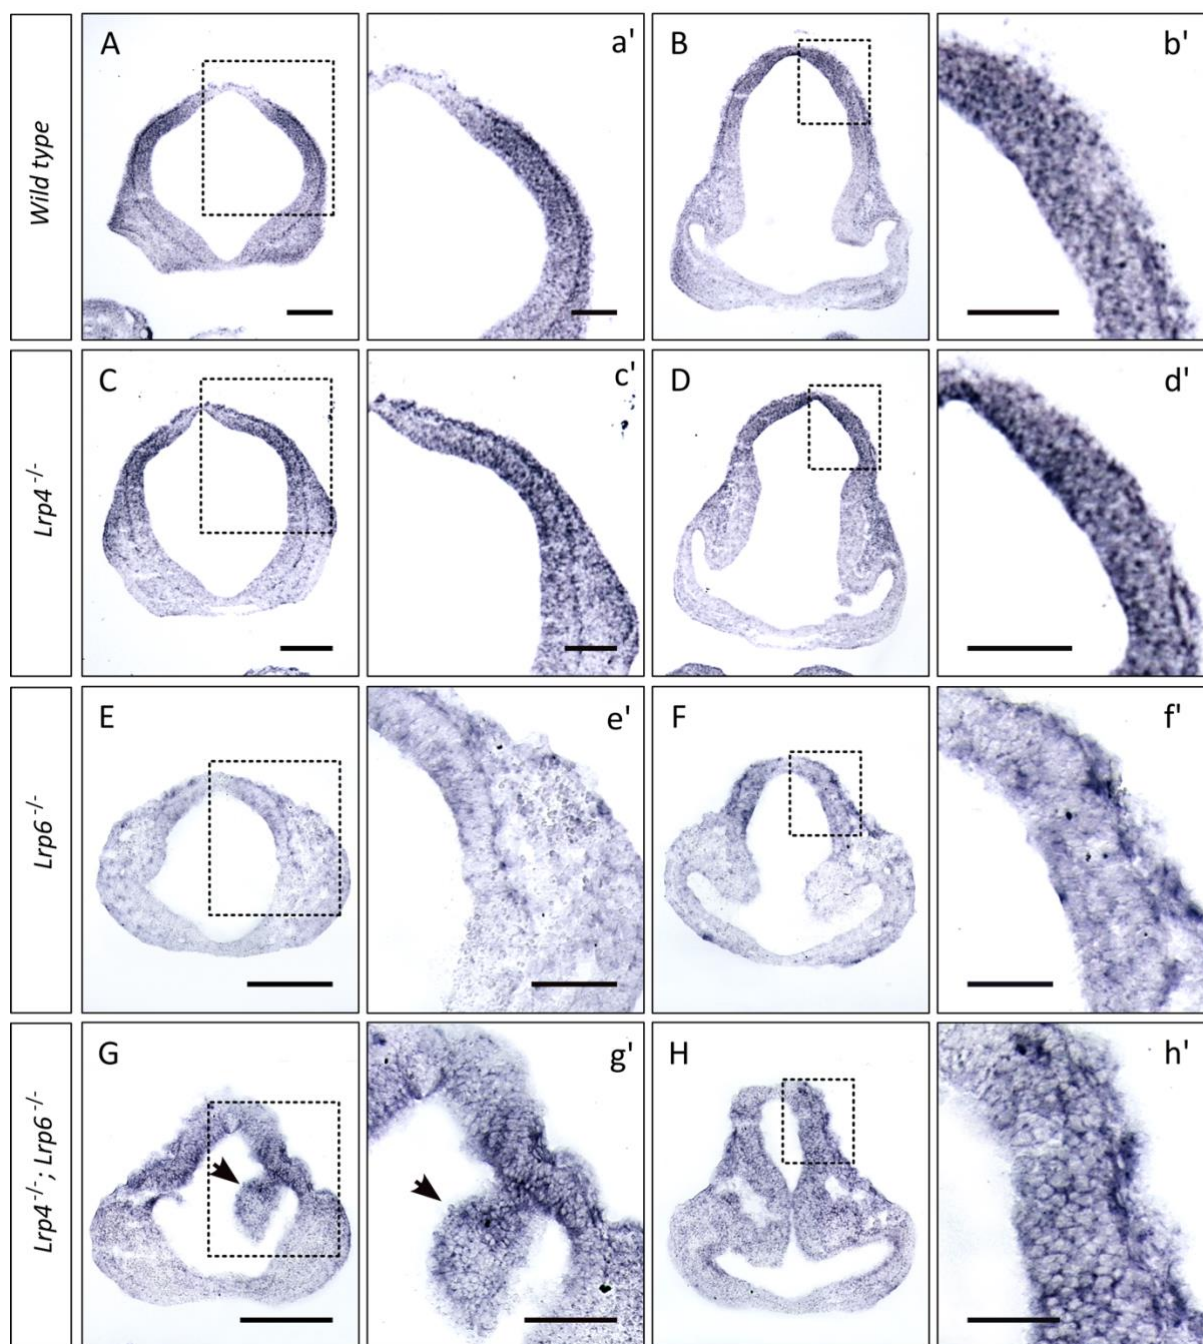 Wild type
A
a'
B
b'
Lrp4 -/-
C
c'
D
d'
Lrp6 -/-
E
e'
F
f'
Lrp4 -/-; Lrp6 -/-
G
g'
H
h'